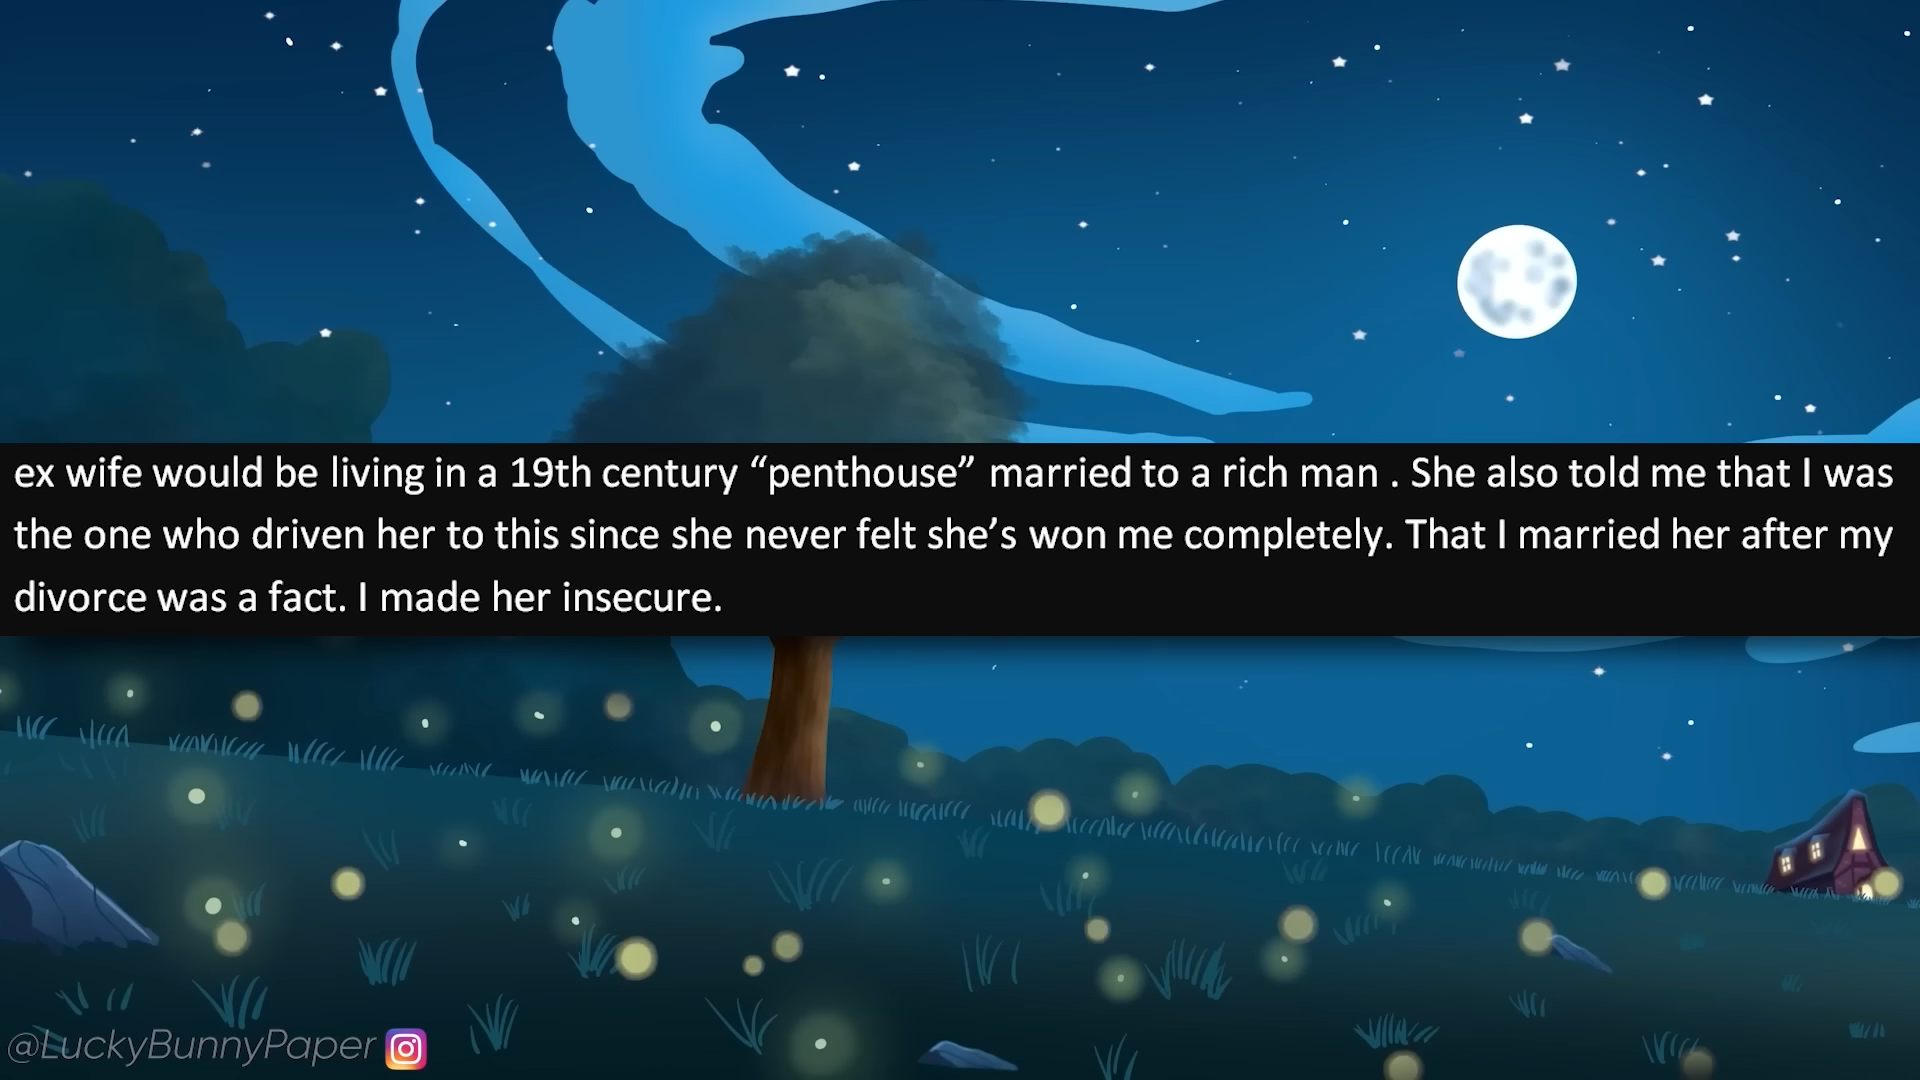 ex wife would be living in a 19th century “penthouse” married to a rich man . She also told me that I was
the one who driven her to this since she never felt she’s won me completely. That I married her after my
divorce was a fact. I made her insecure.
@LuckyBunnyPaper